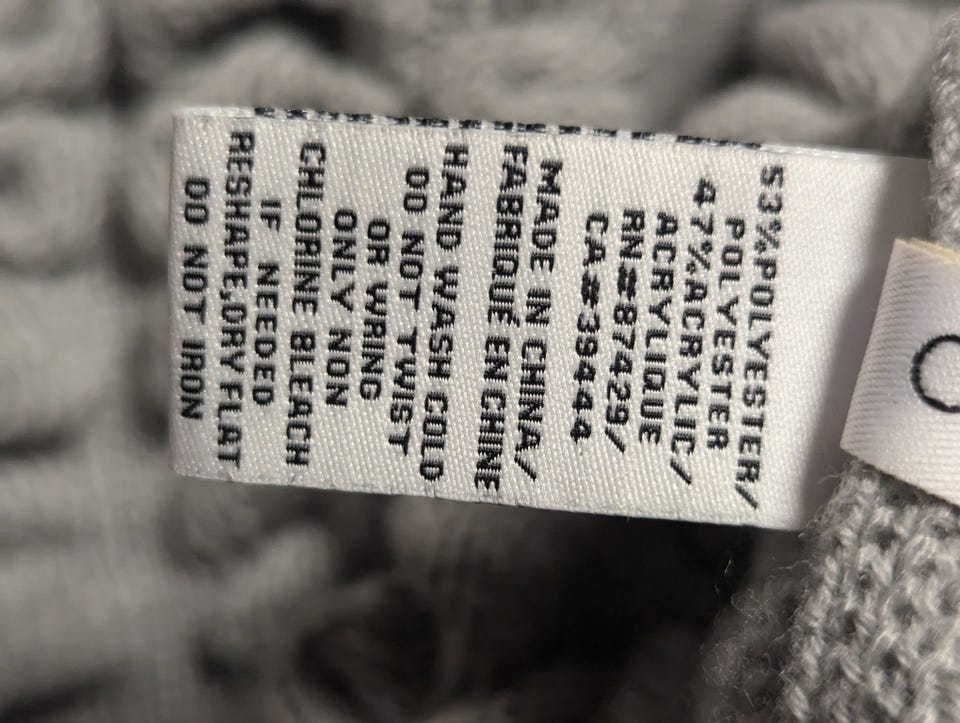 53%POLYESTER/
POLYESTER
47%ACRYLIC/
ACRYLIQUE
RN#87429/
CA#39444
MADE IN CHINA/
FABRIQUÉ EN CHINE
HAND WASH COLD
DO NOT TWIST
OR WRING
ONLY NON
CHLORINE BLEACH
IF NEEDED
RESHAPE,DRY FLAT
DO NOT IRON